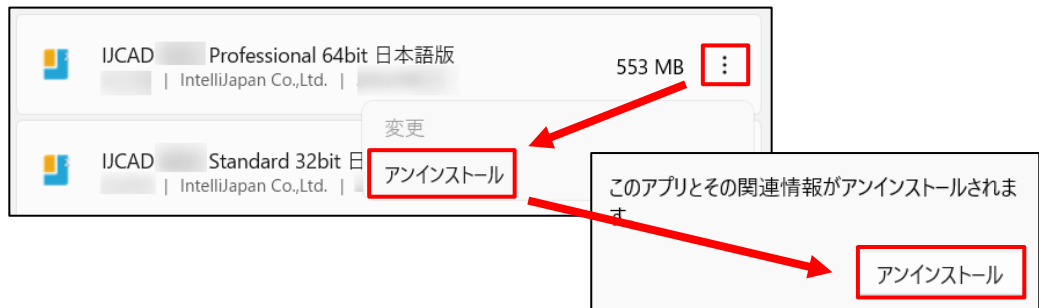 IJCAD Professional 64bit 日本語版
553 MB
| IntelliJapan Co.,Ltd. |
変更
IJCAD Standard 32bit 日
| IntelliJapan Co.,Ltd. |
アンインストール
このアプリとその関連情報がアンインストールされま
す。
アンインストール